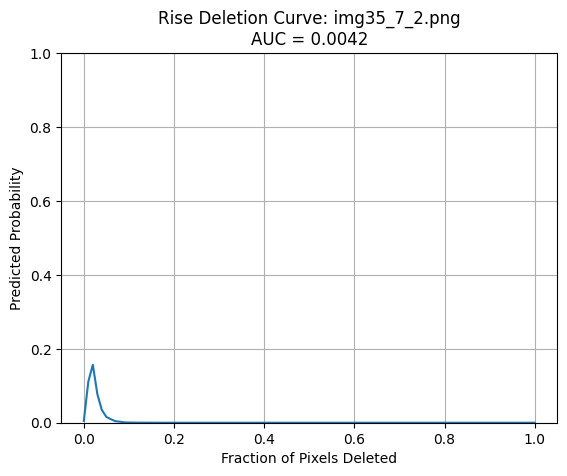 Rise Deletion Curve: img35_7_2.png
AUC = 0.0042
1.0
0.8
0.6
0.4
0.2
0.0
Predicted Probability
0.0 0.2 0.4 0.6 0.8 1.0
Fraction of Pixels Deleted